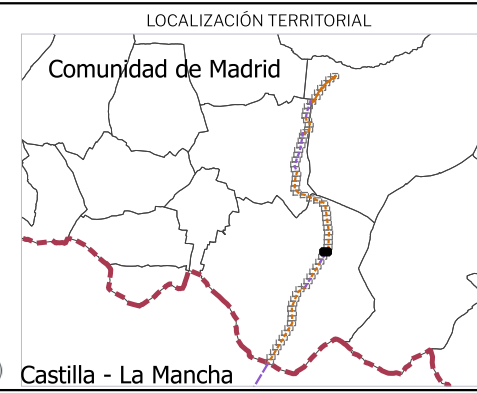 LOCALIZACIÓN TERRITORIAL
Comunidad de Madrid
Castilla - La Mancha